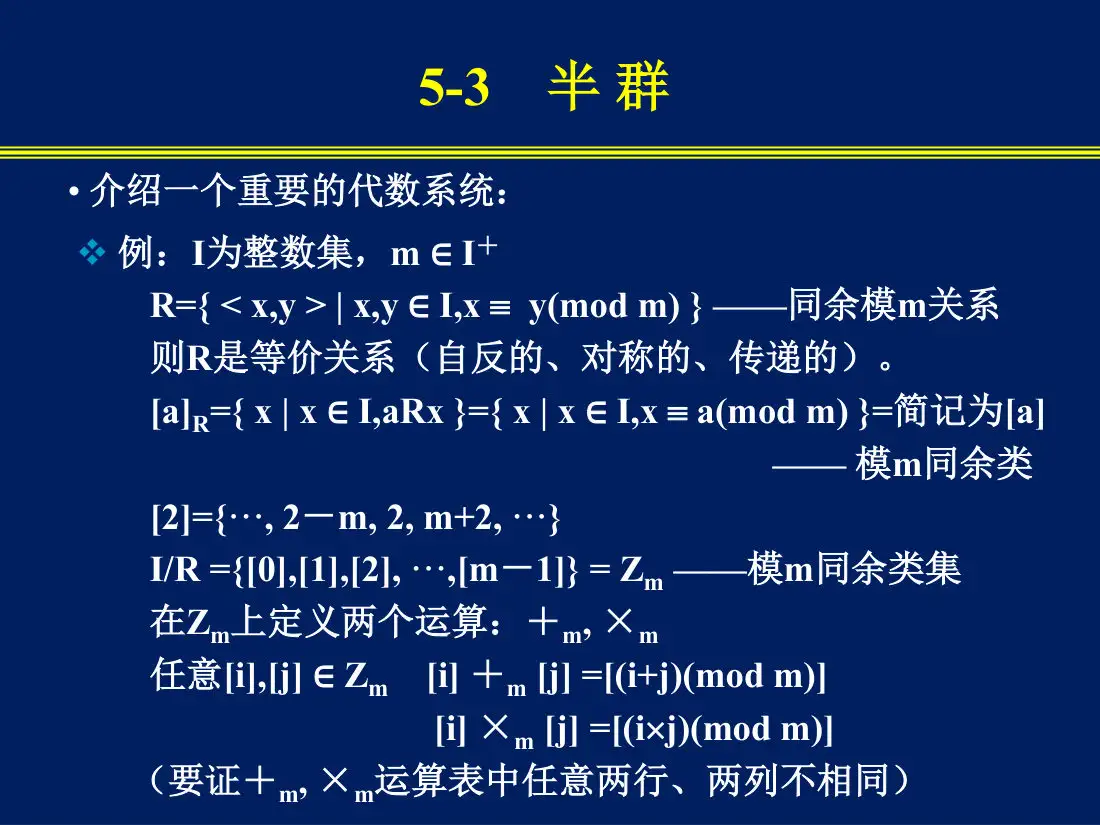 5-3 半 群
• 介绍一个重要的代数系统：
❖ 例：I为整数集，m ∈ I⁺
R={ < x,y > | x,y ∈ I,x ≡ y(mod m) } ——同余模m关系
则R是等价关系（自反的、对称的、传递的）。
[a]R={ x | x ∈ I,aRx }={ x | x ∈ I,x ≡ a(mod m) }=简记为[a]
—— 模m同余类
[2]={⋯, 2－m, 2, m+2, ⋯}
I/R ={[0],[1],[2], ⋯,[m－1]} = Zm ——模m同余类集
在Zm上定义两个运算：＋m, ×m
任意[i],[j] ∈ Zm [i] ＋m [j] =[(i+j)(mod m)]
[i] ×m [j] =[(i×j)(mod m)]
（要证＋m, ×m运算表中任意两行、两列不相同）